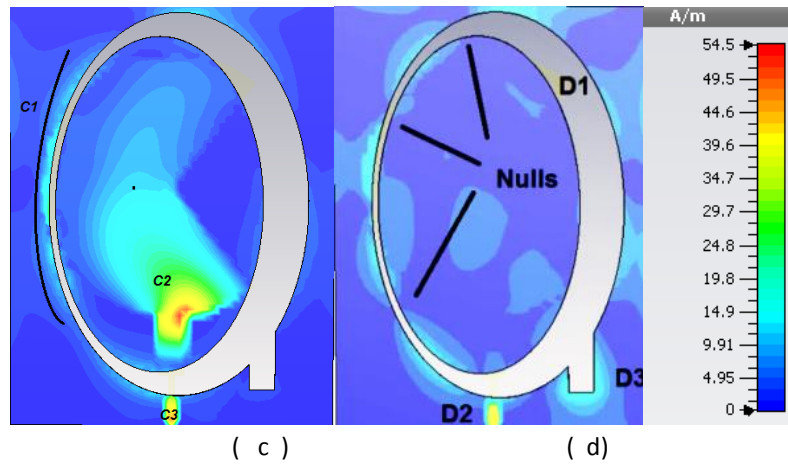 A/m
54.5
49.5
44.6
39.6
34.7
29.7
24.8
19.8
14.9
9.91
4.95
0
C1
C2
C3
D1
Nulls
D2
D3
( c )
( d)